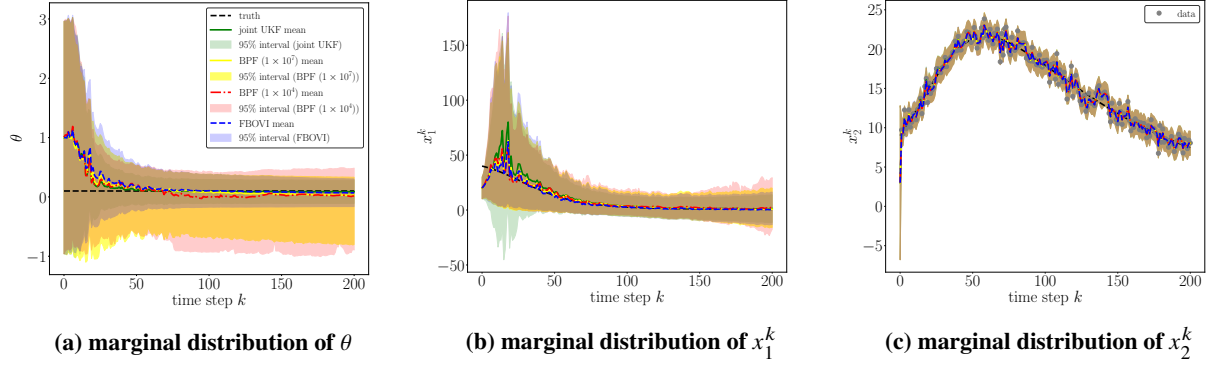 3
2
1
0
−1
θ
0
50
100
150
200
time step k
truth
joint UKF mean
95% interval (joint UKF)
BPF (1 × 10⁷) mean
95% interval (BPF (1 × 10⁷))
BPF (1 × 10⁴) mean
95% interval (BPF (1 × 10⁴))
FBOVI mean
95% interval (FBOVI)
(a) marginal distribution of θ
150
100
50
0
−50
x₁ᵏ
0
50
100
150
200
time step k
(b) marginal distribution of x₁ᵏ
25
20
15
10
5
0
−5
x₂ᵏ
0
50
100
150
200
time step k
data
(c) marginal distribution of x₂ᵏ